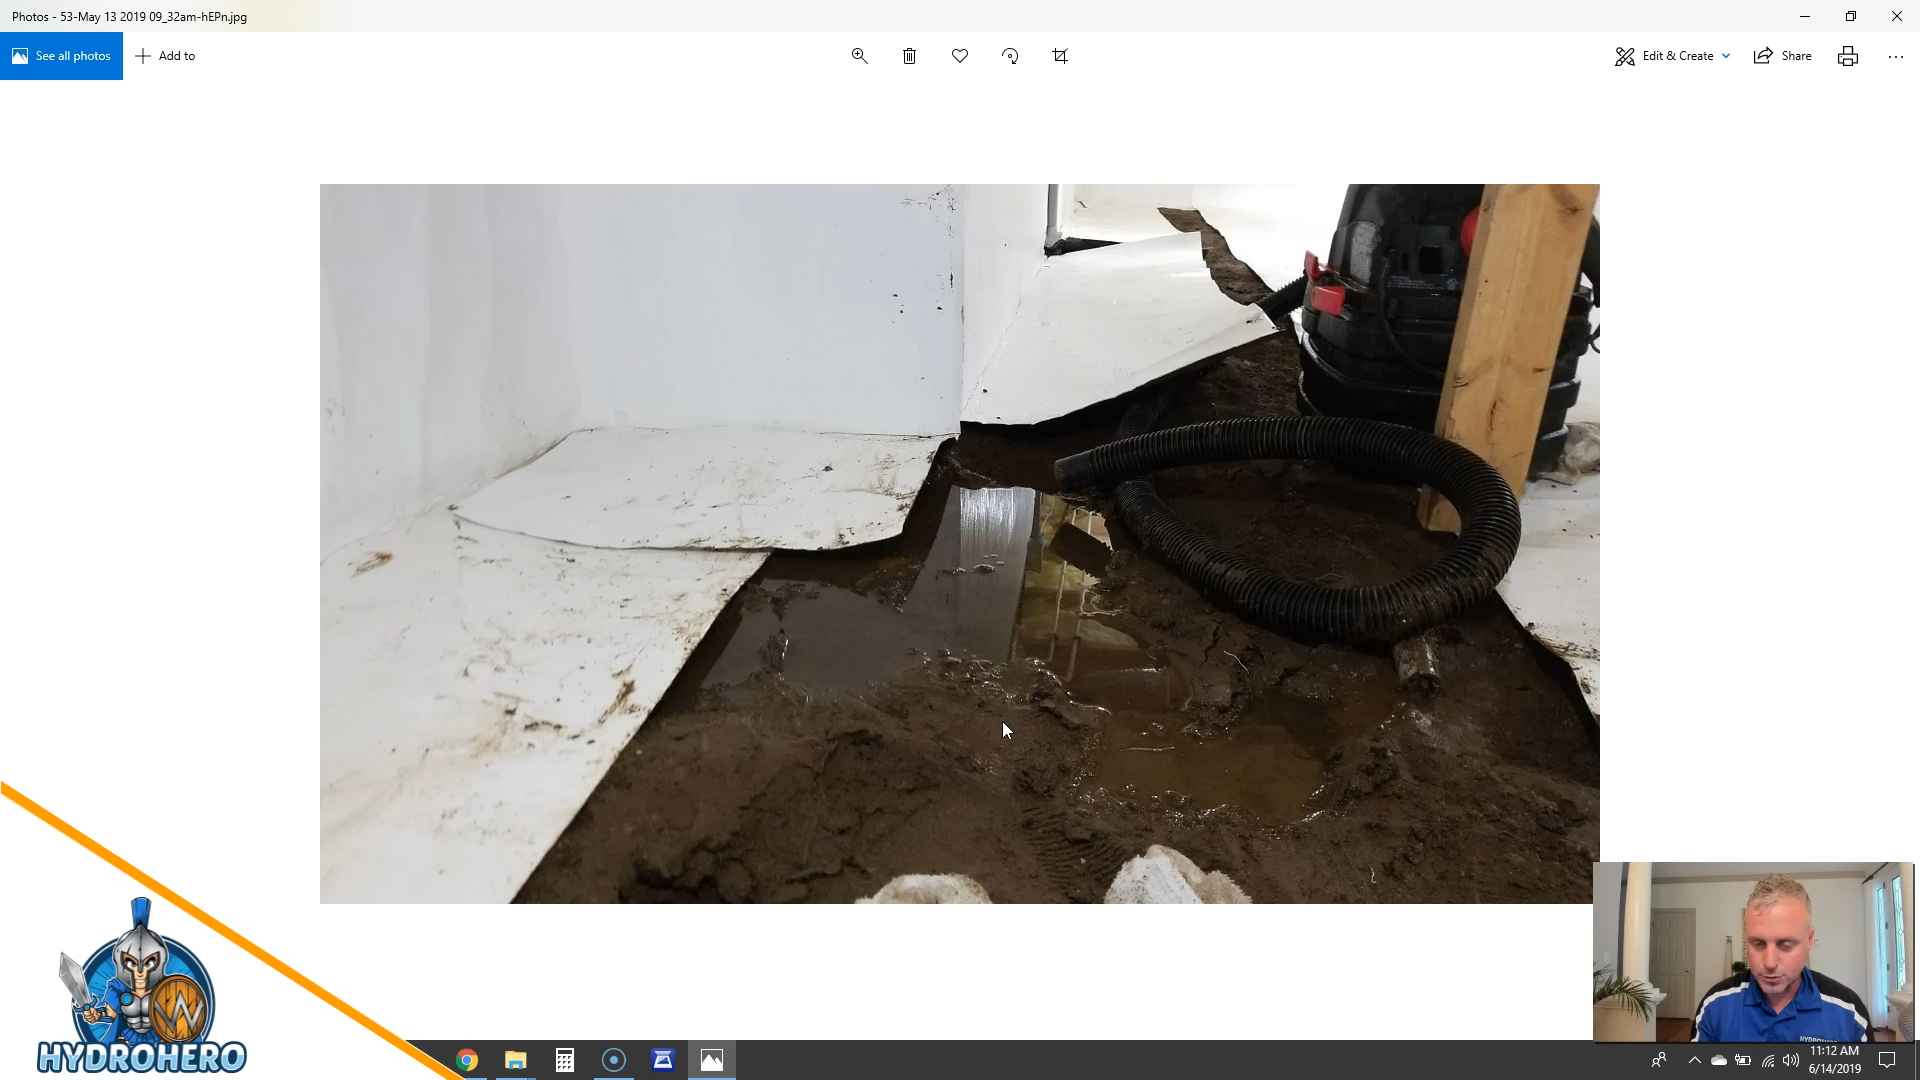 Photos - 53-May 13 2019 09_32am-hEPn.jpg
See all photos
Add to
Edit & Create
Share
HYDROHERO
11:12 AM
6/14/2019